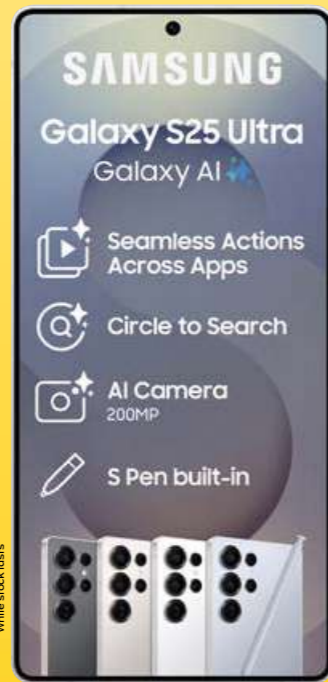 SAMSUNG
Galaxy S25 Ultra
Galaxy AI
Seamless Actions
Across Apps
Circle to Search
AI Camera
200MP
S Pen built-in
While stock lasts